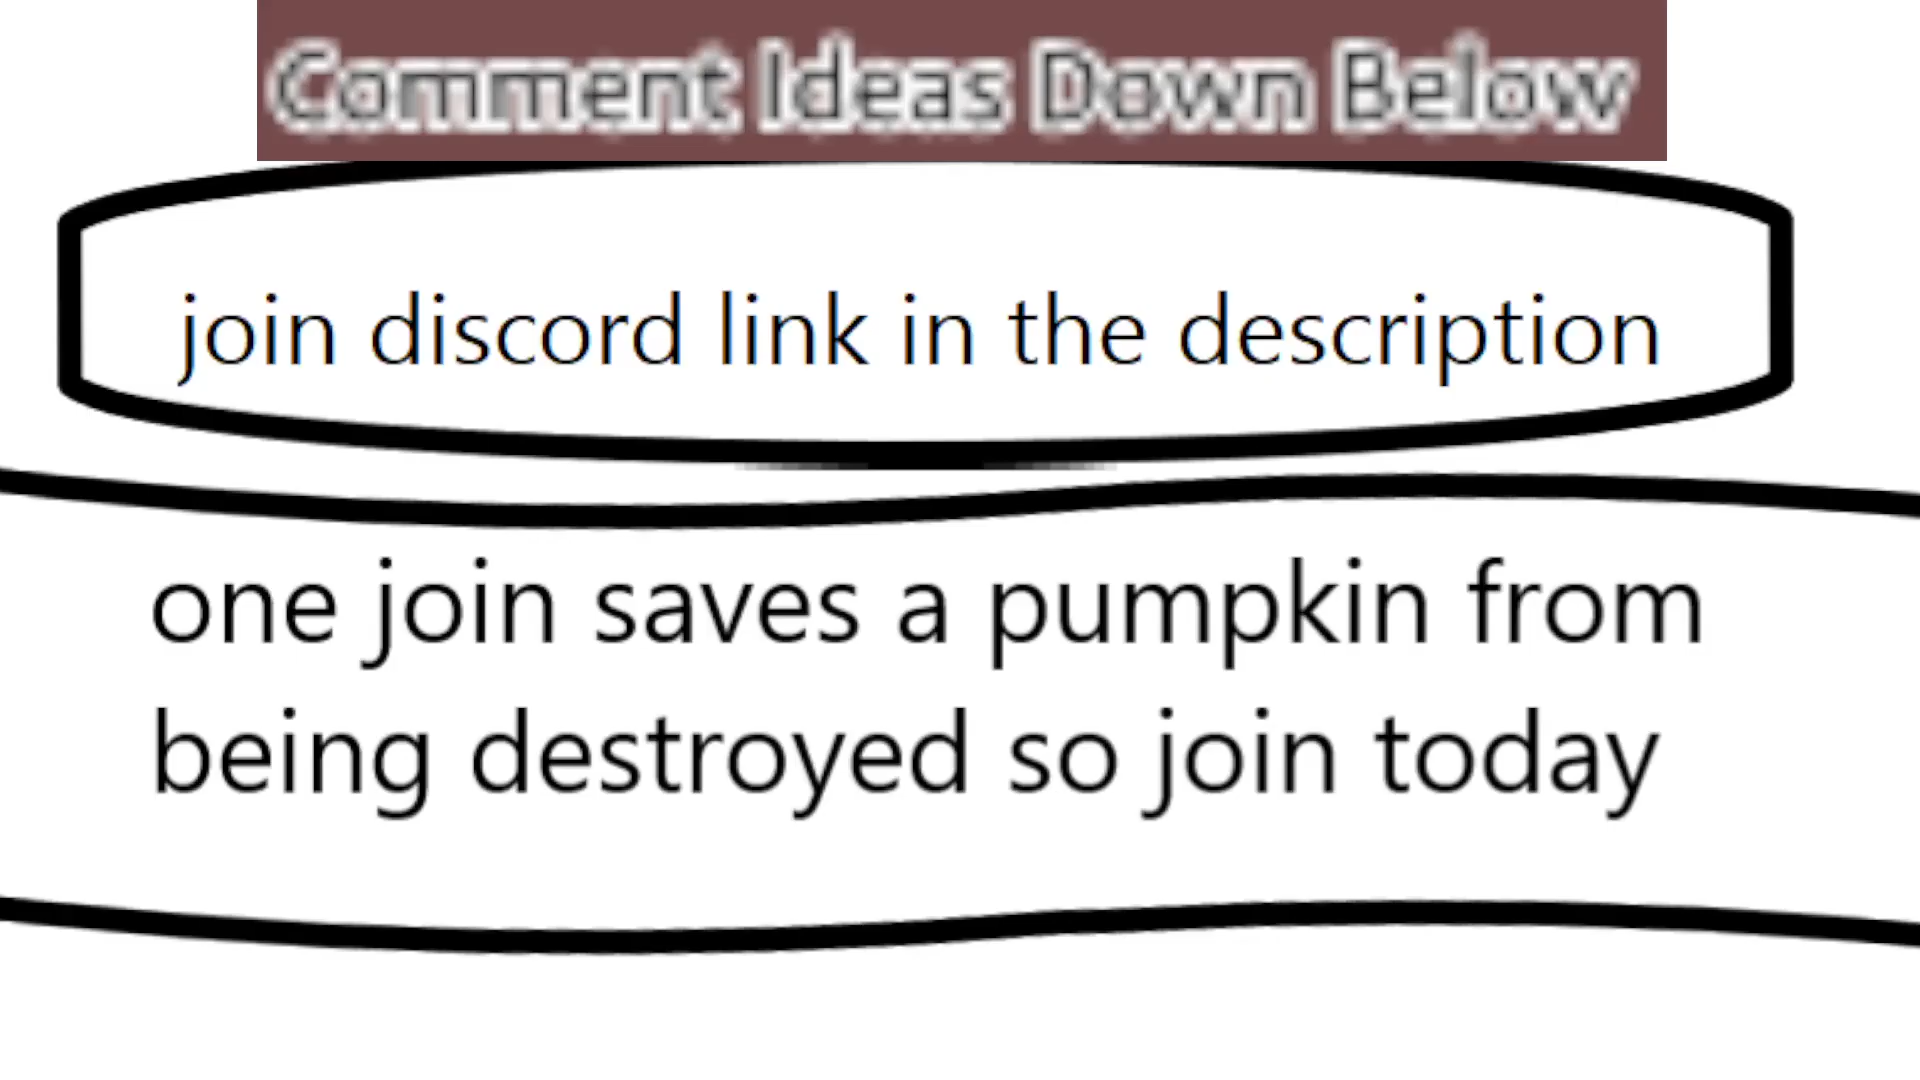 Comment Ideas Down Below
join discord link in the description
one join saves a pumpkin from
being destroyed so join today